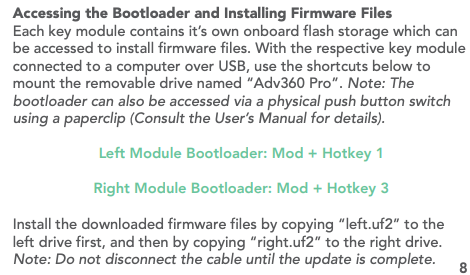 Accessing the Bootloader and Installing Firmware Files
Each key module contains it’s own onboard flash storage which can
be accessed to install firmware files. With the respective key module
connected to a computer over USB, use the shortcuts below to
mount the removable drive named “Adv360 Pro”. Note: The
bootloader can also be accessed via a physical push button switch
using a paperclip (Consult the User’s Manual for details).
Left Module Bootloader: Mod + Hotkey 1
Right Module Bootloader: Mod + Hotkey 3
Install the downloaded firmware files by copying “left.uf2” to the
left drive first, and then by copying “right.uf2” to the right drive.
Note: Do not disconnect the cable until the update is complete.
8